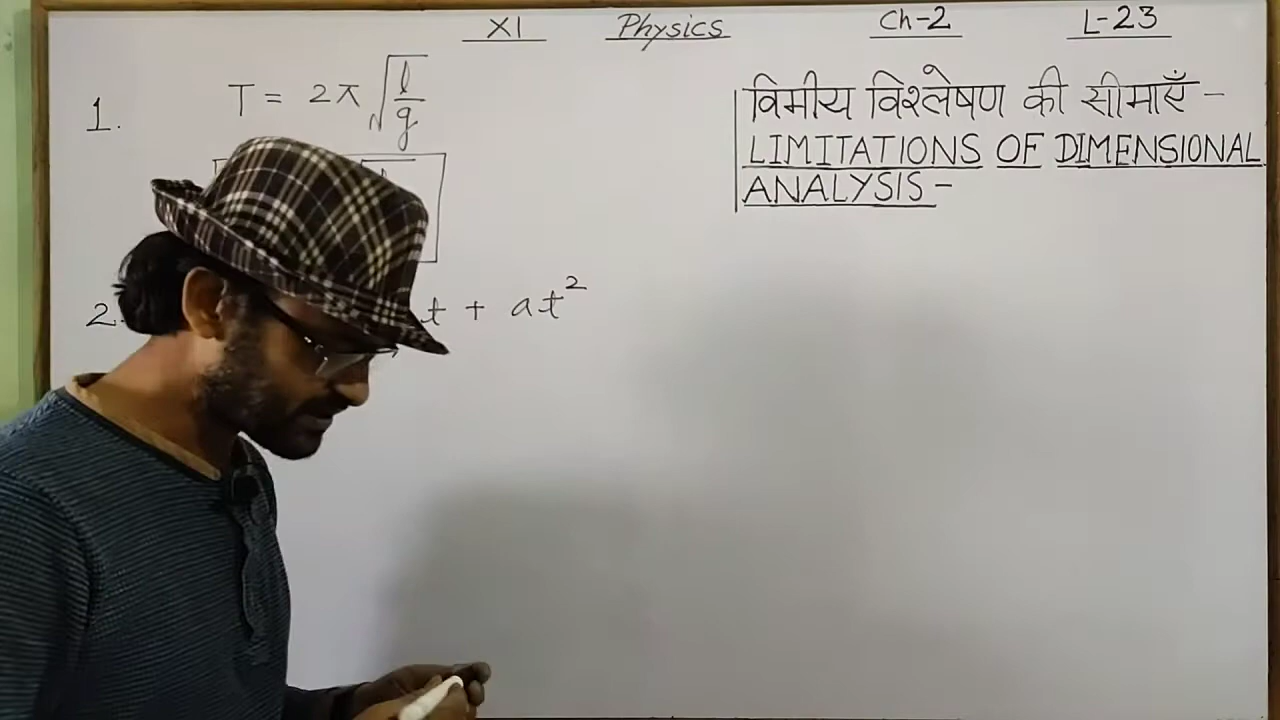 XI Physics Ch-2 L-23
1. T = 2π √l/g
2. t + at²
विमीय विश्लेषण की सीमाएँ -
LIMITATIONS OF DIMENSIONAL
ANALYSIS -